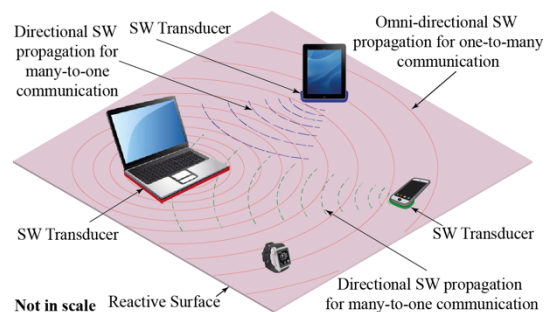 Directional SW
propagation for
many-to-one
communication
SW Transducer
Omni-directional SW
propagation for one-to-many
communication
SW Transducer
SW Transducer
Directional SW propagation
for many-to-one communication
Not in scale
Reactive Surface